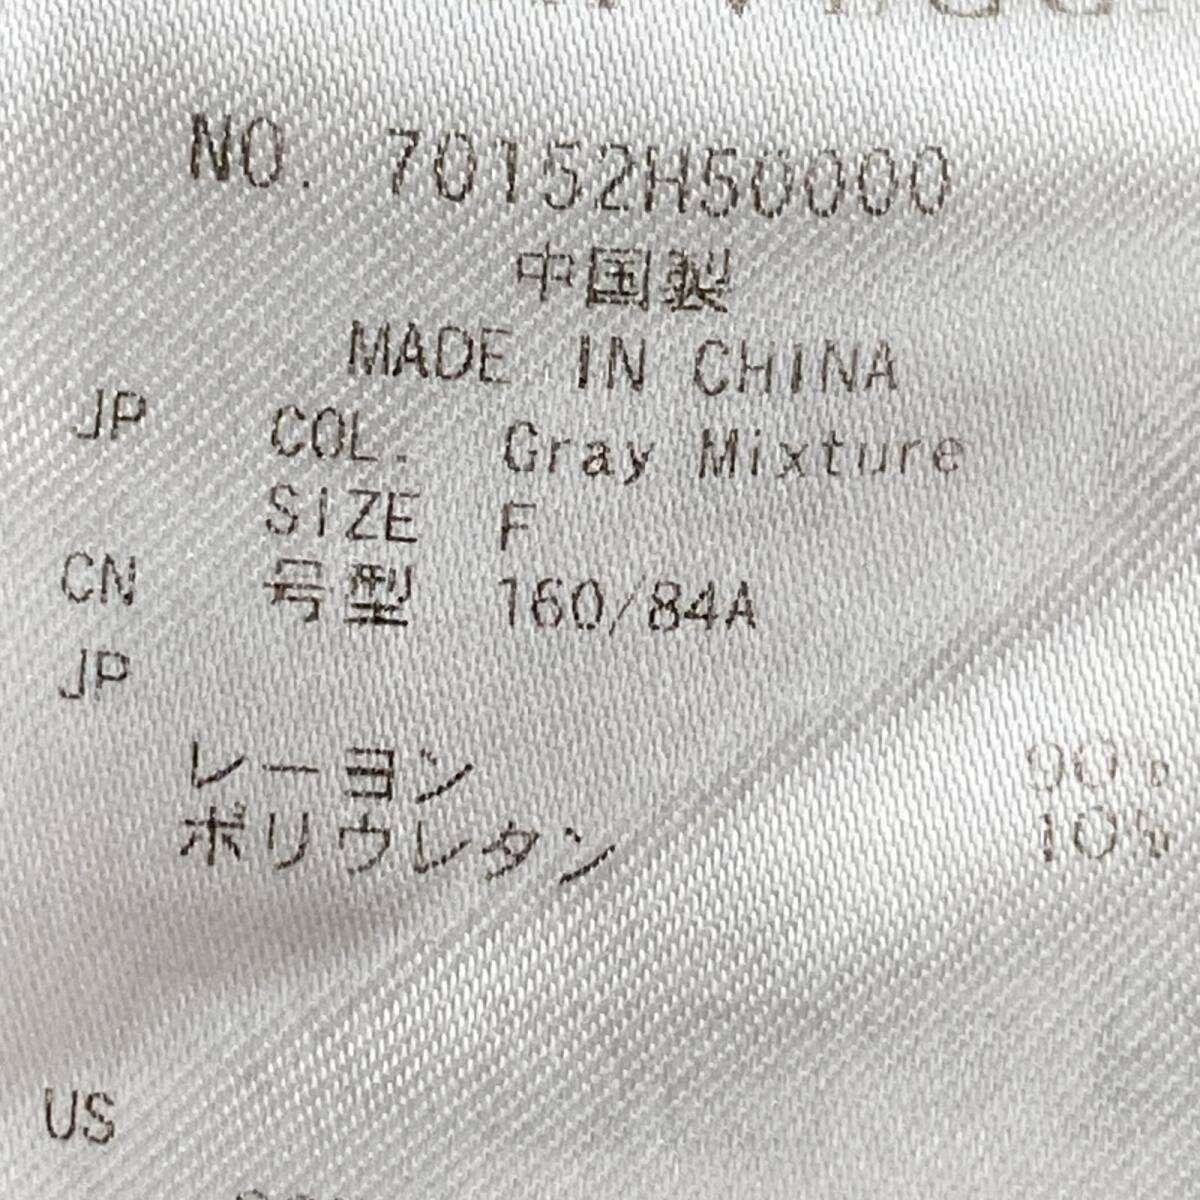 NO. 70152H50000
中国製
MADE IN CHINA
JP COL. Gray Mixture
SIZE F
CN 号型 160/84A
JP
レーヨン 90%
ポリウレタン 10%
US